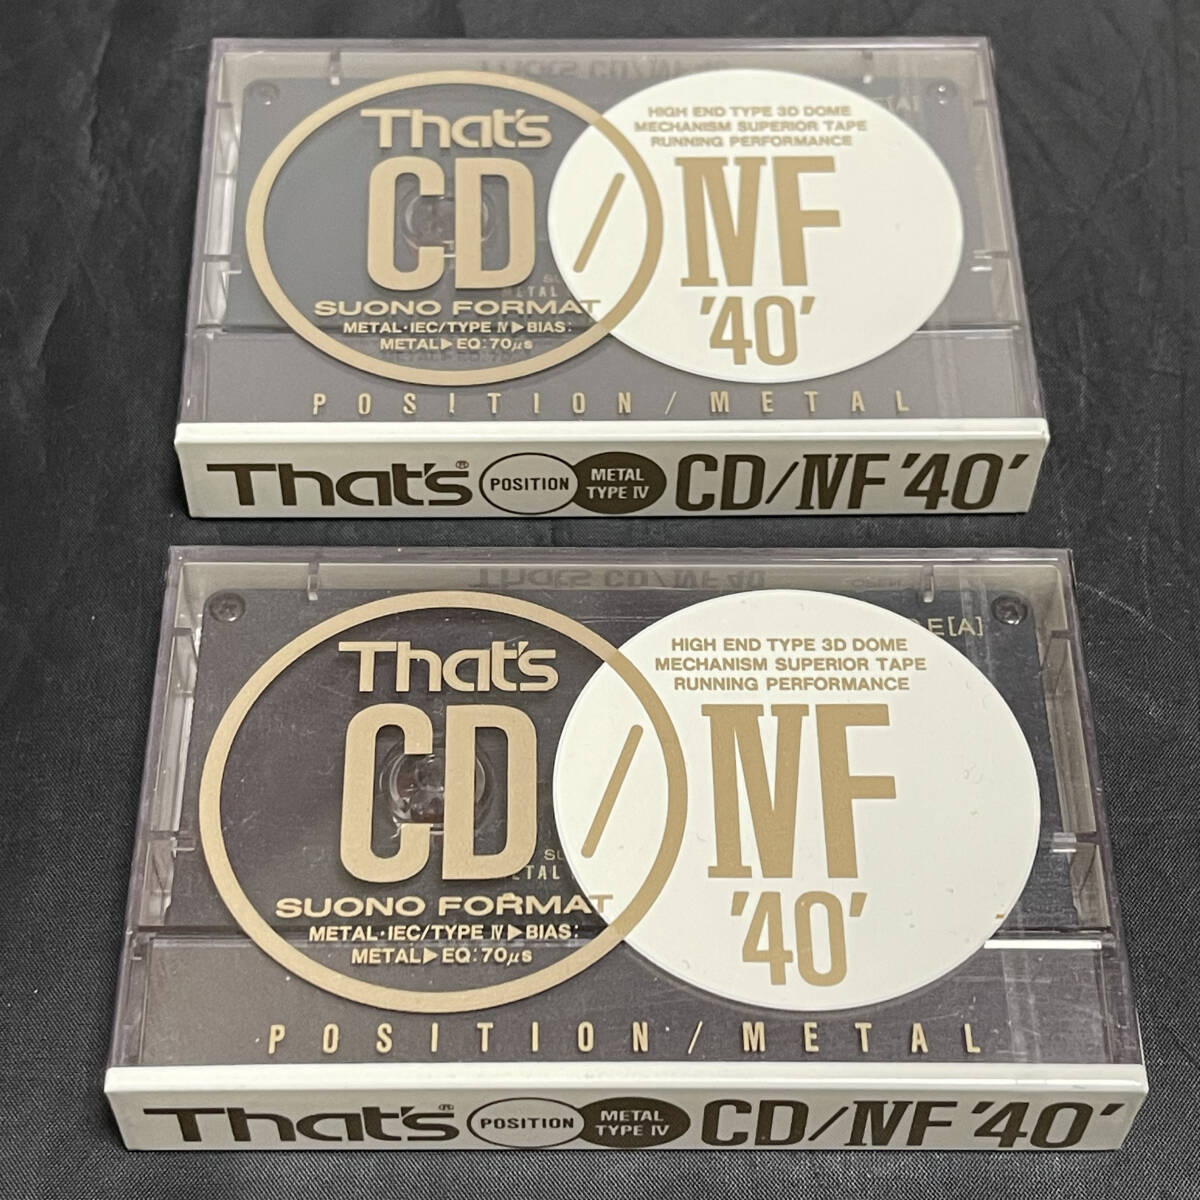 That's
CD/ⅣF
'40'
HIGH END TYPE 3D DOME
MECHANISM SUPERIOR TAPE
RUNNING PERFORMANCE
SUONO FORMAT
METAL·IEC/TYPE Ⅳ▶BIAS:
METAL▶EQ:70μs
POSITION/METAL
That's® POSITION METAL TYPE Ⅳ CD/ⅣF '40'
That's
CD/ⅣF
'40'
HIGH END TYPE 3D DOME
MECHANISM SUPERIOR TAPE
RUNNING PERFORMANCE
SUONO FORMAT
METAL·IEC/TYPE Ⅳ▶BIAS:
METAL▶EQ:70μs
POSITION/METAL
That's® POSITION METAL TYPE Ⅳ CD/ⅣF '40'